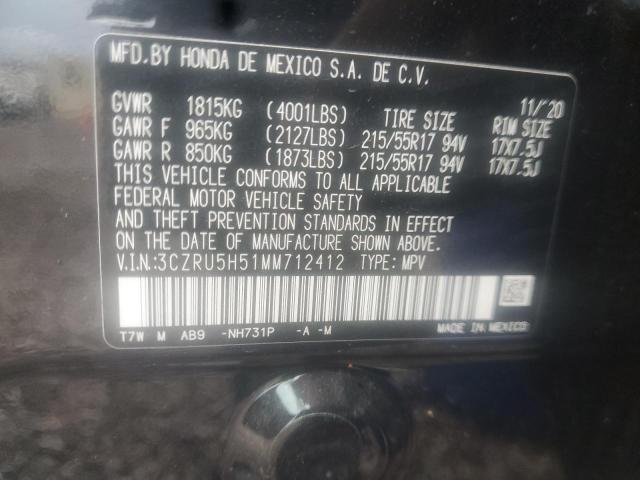 MFD.BY HONDA DE MEXICO S.A. DE C.V.
11/'20
GVWR 1815KG (4001LBS) TIRE SIZE RIM SIZE
GAWR F 965KG (2127LBS) 215/55R17 94V 17X7.5J
GAWR R 850KG (1873LBS) 215/55R17 94V 17X7.5J
THIS VEHICLE CONFORMS TO ALL APPLICABLE
FEDERAL MOTOR VEHICLE SAFETY
AND THEFT PREVENTION STANDARDS IN EFFECT
ON THE DATE OF MANUFACTURE SHOWN ABOVE.
V.I.N.:3CZRU5H51MM712412 TYPE: MPV
T7W M AB9 -NH731P -A -M
MADE IN MEXICO